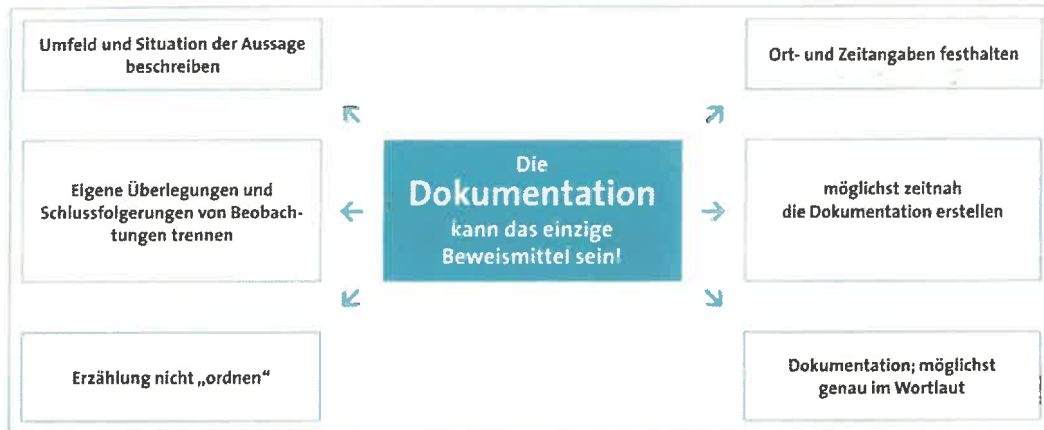 Umfeld und Situation der Aussage
beschreiben
Ort- und Zeitangaben festhalten
Eigene Überlegungen und
Schlussfolgerungen von Beobach-
tungen trennen
Die
Dokumentation
kann das einzige
Beweismittel sein!
möglichst zeitnah
die Dokumentation erstellen
Erzählung nicht „ordnen“
Dokumentation; möglichst
genau im Wortlaut